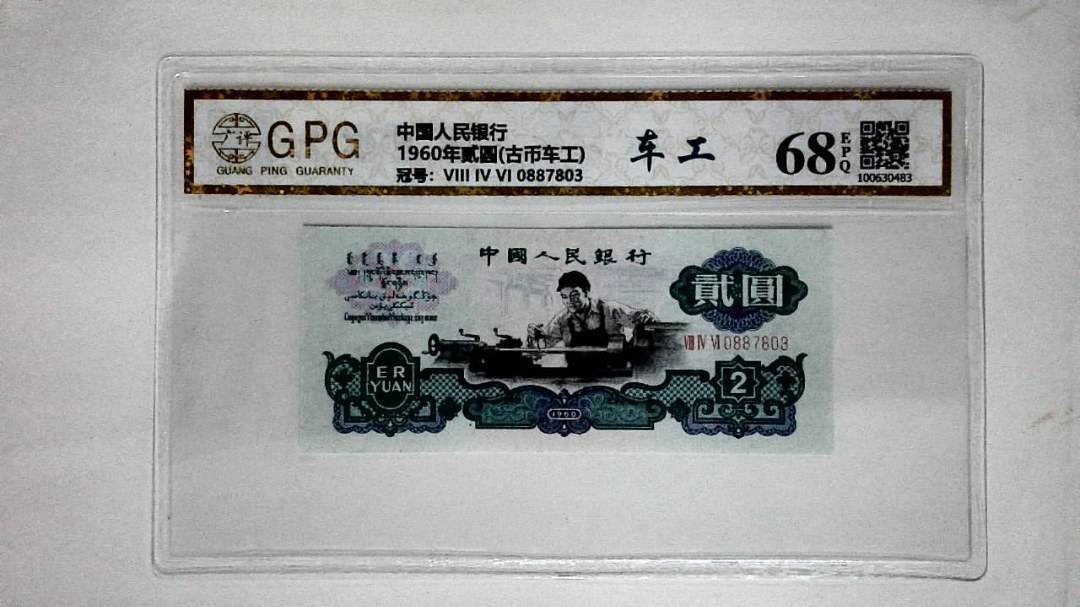 广评
GPG
GUANG PING GUARANTY
中国人民银行
1960年贰圆(古币车工)
冠号: VIII IV VI 0887803
车工
68
EPQ
100630483
中國人民銀行
貳圓
VIII IV VI 0887803
ER
YUAN
1960
2